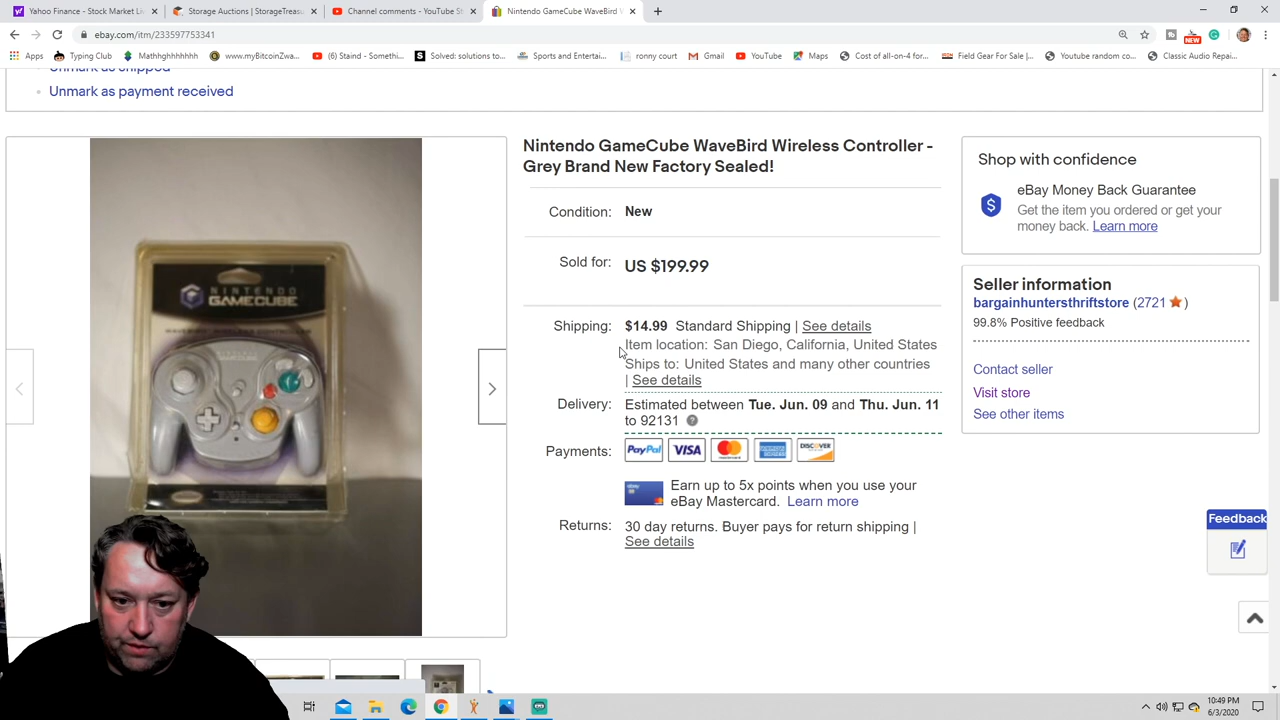 Yahoo Finance - Stock Market Li
Storage Auctions | StorageTreasu
Channel comments - YouTube St
Nintendo GameCube WaveBird W
ebay.com/itm/233597753341
NEW
Apps
Typing Club
Mathhghhhhhhh
www.myBitcoinZwa...
(6) Staind - Somethi...
Solved: solutions to...
Sports and Entertai...
ronny court
Gmail
YouTube
Maps
Cost of all-on-4 for...
Field Gear For Sale |...
Youtube random co...
Classic Audio Repai...
Unmark as shipped
Unmark as payment received
Nintendo GameCube WaveBird Wireless Controller -
Grey Brand New Factory Sealed!
Condition: New
Sold for: US $199.99
Shipping: $14.99 Standard Shipping | See details
Item location: San Diego, California, United States
Ships to: United States and many other countries
| See details
Delivery: Estimated between Tue. Jun. 09 and Thu. Jun. 11
to 92131 ?
Payments: PayPal VISA mastercard AMERICAN EXPRESS DISCOVER
Earn up to 5x points when you use your
eBay Mastercard. Learn more
Returns: 30 day returns. Buyer pays for return shipping |
See details
NINTENDO
GAMECUBE
Shop with confidence
eBay Money Back Guarantee
Get the item you ordered or get your
money back. Learn more
Seller information
bargainhuntersthriftstore (2721 )
99.8% Positive feedback
Contact seller
Visit store
See other items
Feedback
10:49 PM
6/3/2020